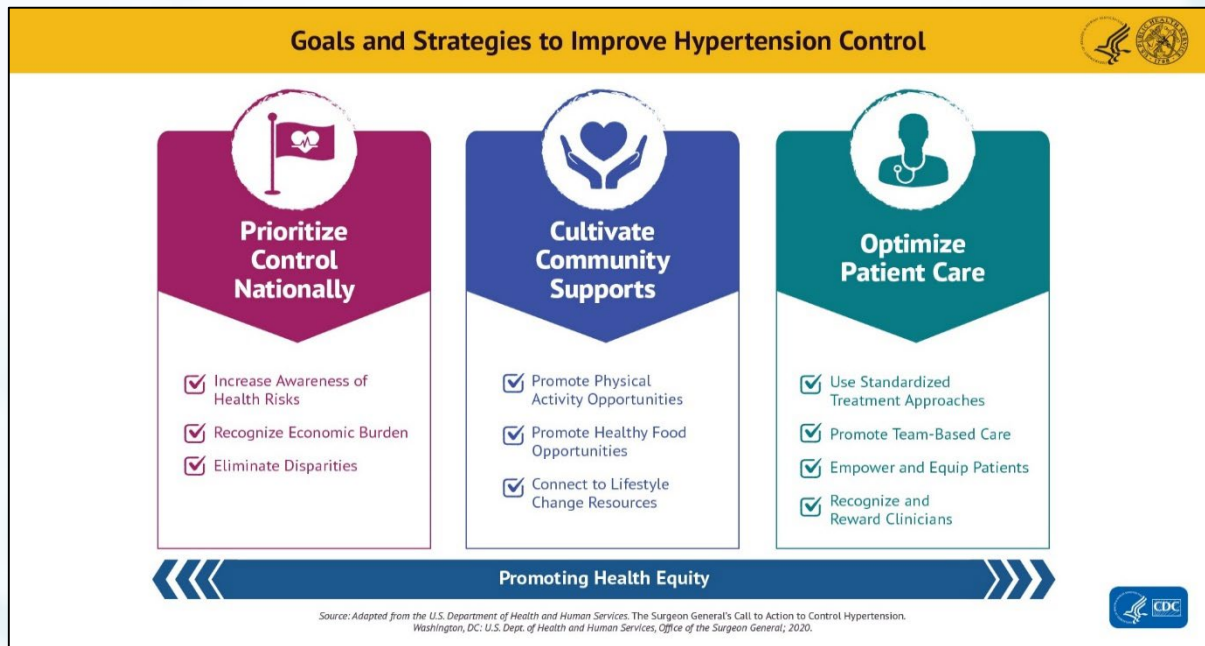 Goals and Strategies to Improve Hypertension Control
Prioritize
Control
Nationally
Increase Awareness of
Health Risks
Recognize Economic Burden
Eliminate Disparities
Cultivate
Community
Supports
Promote Physical
Activity Opportunities
Promote Healthy Food
Opportunities
Connect to Lifestyle
Change Resources
Optimize
Patient Care
Use Standardized
Treatment Approaches
Promote Team-Based Care
Empower and Equip Patients
Recognize and
Reward Clinicians
Promoting Health Equity
Source: Adapted from the U.S. Department of Health and Human Services. The Surgeon General's Call to Action to Control Hypertension.
Washington, DC: U.S. Dept. of Health and Human Services, Office of the Surgeon General; 2020.
CDC